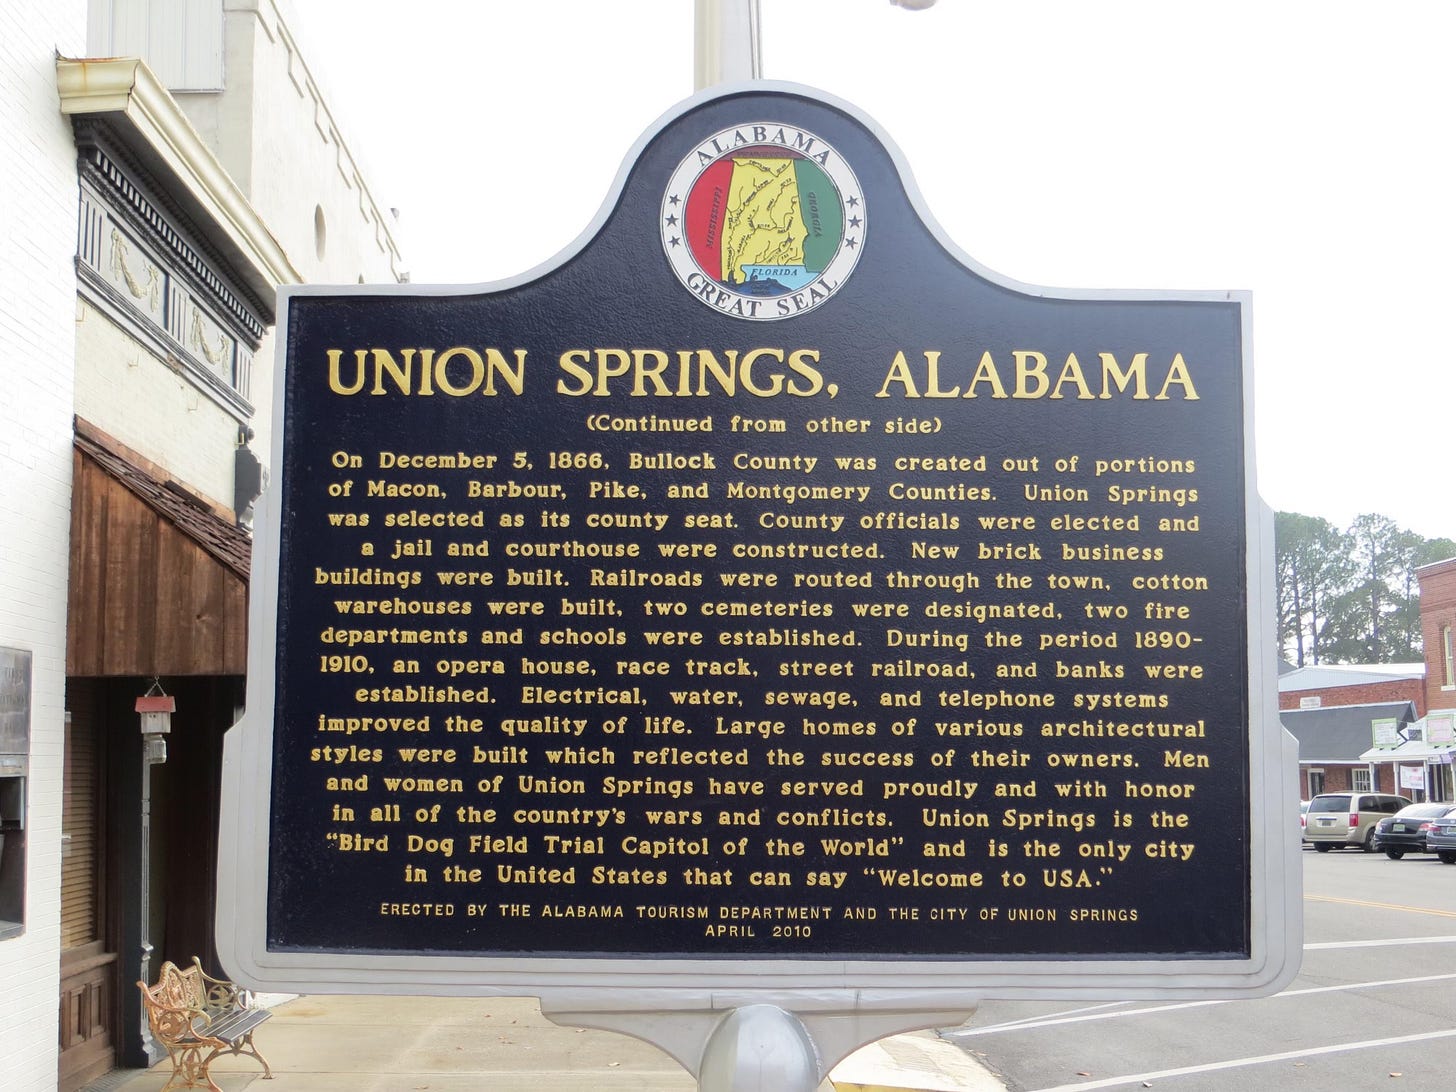 ALABAMA
TENNESSEE
MISSISSIPPI
GEORGIA
FLORIDA
GREAT SEAL
UNION SPRINGS, ALABAMA
(Continued from other side)
On December 5, 1866, Bullock County was created out of portions
of Macon, Barbour, Pike, and Montgomery Counties. Union Springs
was selected as its county seat. County officials were elected and
a jail and courthouse were constructed. New brick business
buildings were built. Railroads were routed through the town, cotton
warehouses were built, two cemeteries were designated, two fire
departments and schools were established. During the period 1890-
1910, an opera house, race track, street railroad, and banks were
established. Electrical, water, sewage, and telephone systems
improved the quality of life. Large homes of various architectural
styles were built which reflected the success of their owners. Men
and women of Union Springs have served proudly and with honor
in all of the country's wars and conflicts. Union Springs is the
"Bird Dog Field Trial Capitol of the World" and is the only city
in the United States that can say "Welcome to USA."
ERECTED BY THE ALABAMA TOURISM DEPARTMENT AND THE CITY OF UNION SPRINGS
APRIL 2010